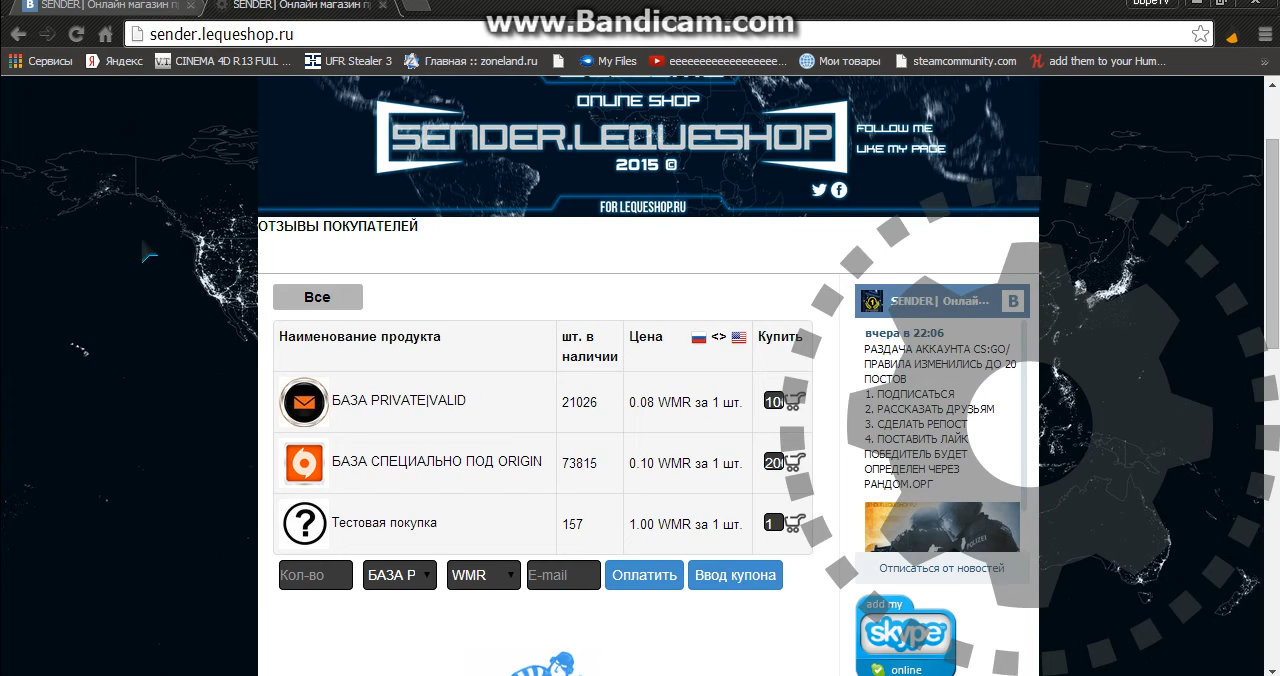 www.Bandicam.com
SENDER | Онлайн магазин п
SENDER | Онлайн магазин п
sender.lequeshop.ru
Сервисы
Яндекс
CINEMA 4D R13 FULL ...
UFR Stealer 3
Главная :: zoneland.ru
My Files
eeeeeeeeeeeeeeeeee...
Мои товары
steamcommunity.com
add them to your Hum...
»
ONLINE SHOP
SENDER.LEQUESHOP
2015 ©
FOLLOW ME
LIKE MY PAGE
FOR LEQUESHOP.RU
ОТЗЫВЫ ПОКУПАТЕЛЕЙ
Все
Наименование продукта
шт. в
наличии
Цена
<>
Купить
БАЗА PRIVATE|VALID
21026
0.08 WMR за 1 шт.
100
БАЗА СПЕЦИАЛЬНО ПОД ORIGIN
73815
0.10 WMR за 1 шт.
200
?
Тестовая покупка
157
1.00 WMR за 1 шт.
1
Кол-во
БАЗА P
WMR
E-mail
Оплатить
Ввод купона
SENDER | Онлай...
B
вчера в 22:06
РАЗДАЧА АККАУНТА CS:GO/
ПРАВИЛА ИЗМЕНИЛИСЬ ДО 20
ПОСТОВ
1. ПОДПИСАТЬСЯ
2. РАССКАЗАТЬ ДРУЗЬЯМ
3. СДЕЛАТЬ РЕПОСТ
4. ПОСТАВИТЬ ЛАЙК
ПОБЕДИТЕЛЬ БУДЕТ
ОПРЕДЕЛЕН ЧЕРЕЗ
РАНДОМ.ОРГ
POLIZEI
Отписаться от новостей
add my
skype
online